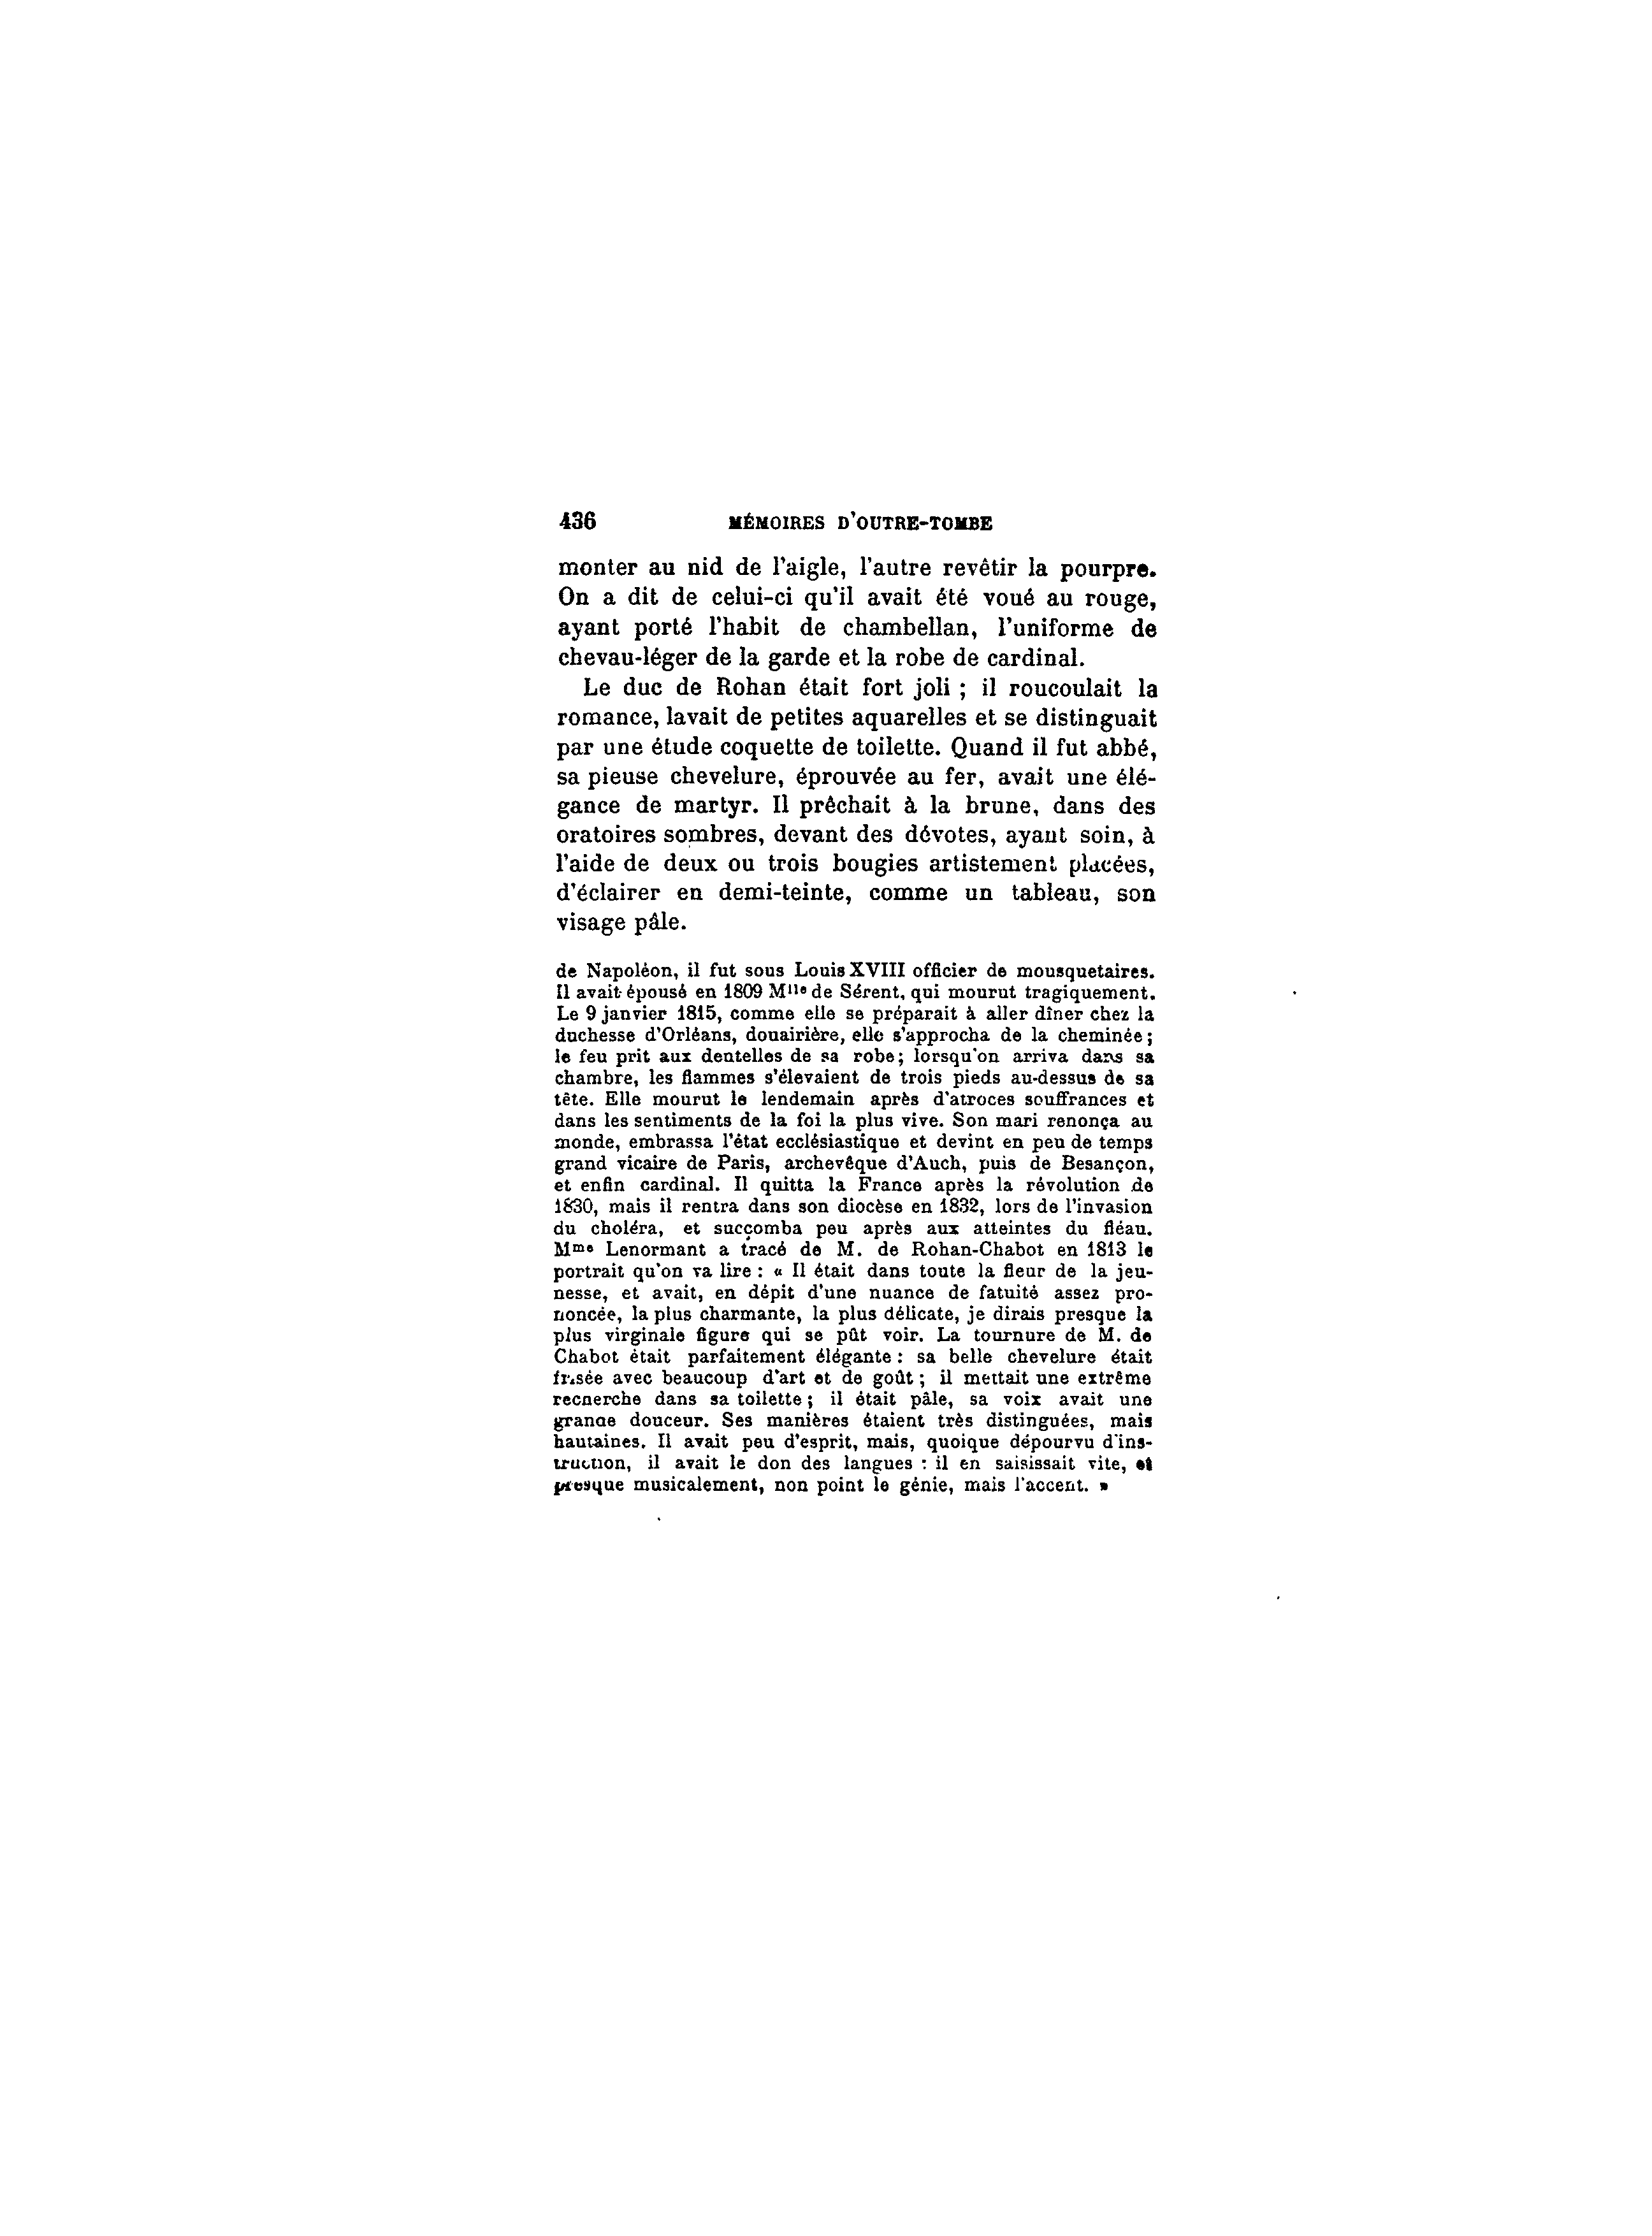 436 MÉMOIRES D'OUTRE-TOMBE
monter au nid de l'aigle, l'autre revêtir la pourpre.
On a dit de celui-ci qu'il avait été voué au rouge,
ayant porté l'habit de chambellan, l'uniforme de
chevau-léger de la garde et la robe de cardinal.
Le duc de Rohan était fort joli ; il roucoulait la
romance, lavait de petites aquarelles et se distinguait
par une étude coquette de toilette. Quand il fut abbé,
sa pieuse chevelure, éprouvée au fer, avait une élé-
gance de martyr. Il prêchait à la brune, dans des
oratoires sombres, devant des dévotes, ayant soin, à
l'aide de deux ou trois bougies artistement placées,
d'éclairer en demi-teinte, comme un tableau, son
visage pâle.
de Napoléon, il fut sous Louis XVIII officier de mousquetaires.
Il avait épousé en 1809 Mlle de Sérent, qui mourut tragiquement.
Le 9 janvier 1815, comme elle se préparait à aller dîner chez la
duchesse d'Orléans, douairière, elle s'approcha de la cheminée ;
le feu prit aux dentelles de sa robe ; lorsqu'on arriva dans sa
chambre, les flammes s'élevaient de trois pieds au-dessus de sa
tête. Elle mourut le lendemain après d'atroces souffrances et
dans les sentiments de la foi la plus vive. Son mari renonça au
monde, embrassa l'état ecclésiastique et devint en peu de temps
grand vicaire de Paris, archevêque d'Auch, puis de Besançon,
et enfin cardinal. Il quitta la France après la révolution de
1830, mais il rentra dans son diocèse en 1832, lors de l'invasion
du choléra, et succomba peu après aux atteintes du fléau.
Mme Lenormant a tracé de M. de Rohan-Chabot en 1813 le
portrait qu'on va lire : « Il était dans toute la fleur de la jeu-
nesse, et avait, en dépit d'une nuance de fatuité assez pro-
noncée, la plus charmante, la plus délicate, je dirais presque la
plus virginale figure qui se pût voir. La tournure de M. de
Chabot était parfaitement élégante : sa belle chevelure était
frisée avec beaucoup d'art et de goût ; il mettait une extrême
recherche dans sa toilette ; il était pâle, sa voix avait une
grande douceur. Ses manières étaient très distinguées, mais
hautaines. Il avait peu d'esprit, mais, quoique dépourvu d'ins-
truction, il avait le don des langues : il en saisissait vite, et
presque musicalement, non point le génie, mais l'accent. »